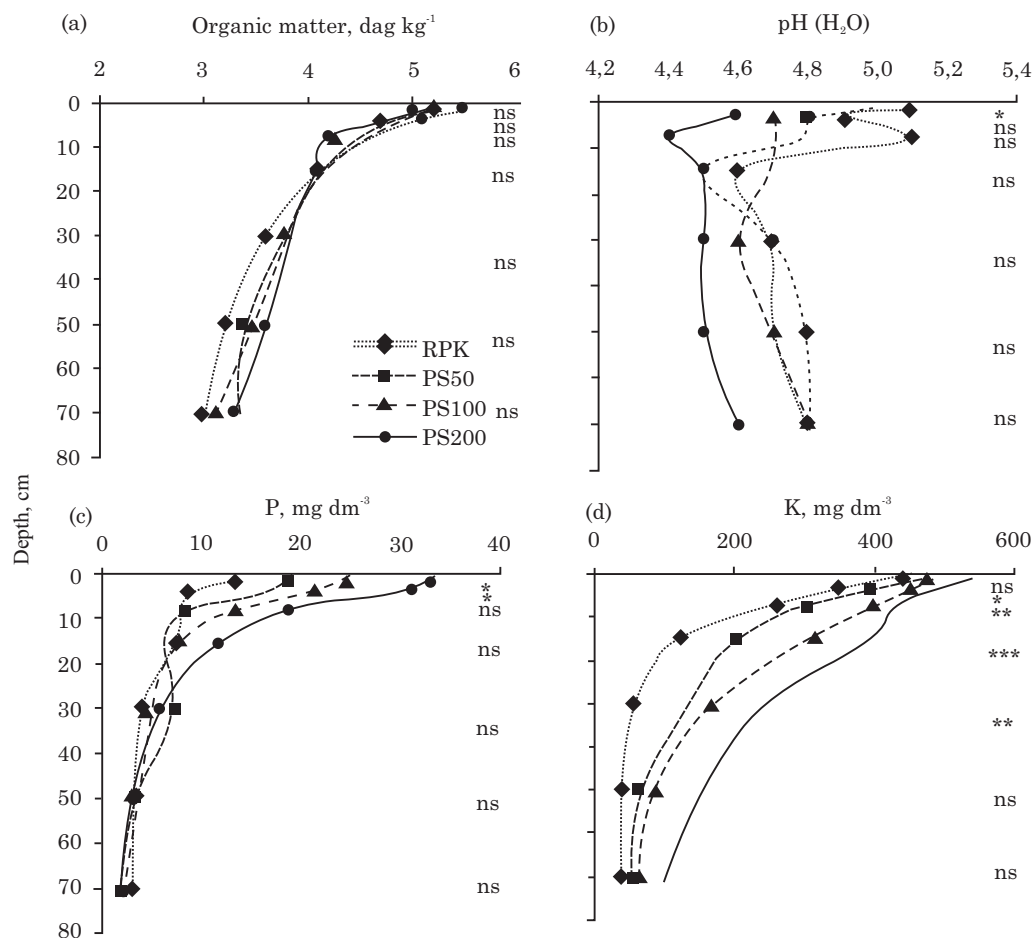 (a)
Organic matter, dag kg⁻¹
2 3 4 5 6
0
10
20
30
40
50
60
70
80
ns
ns
ns
ns
ns
ns
ns
RPK
PS50
PS100
PS200
(b)
pH (H₂O)
4,2 4,4 4,6 4,8 5,0 5,2 5,4
*
ns
ns
ns
ns
ns
ns
Depth, cm
(c)
P, mg dm⁻³
0 10 20 30 40
0
10
20
30
40
50
60
70
80
*
*
ns
ns
ns
ns
ns
(d)
K, mg dm⁻³
0 200 400 600
ns
*
**
***
**
ns
ns